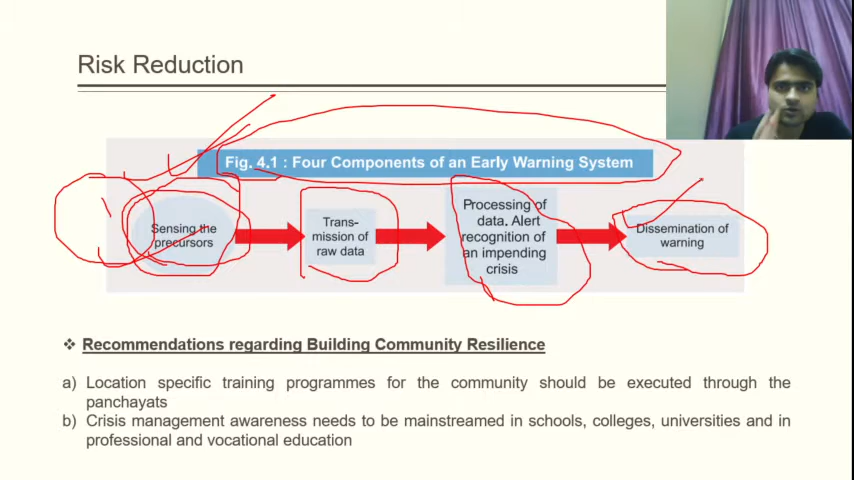 Risk Reduction
Fig. 4.1 : Four Components of an Early Warning System
Sensing the
precursors
Trans-
mission of
raw data
Processing of
data. Alert
recognition of
an impending
crisis
Dissemination of
warning
❖ Recommendations regarding Building Community Resilience
a) Location specific training programmes for the community should be executed through the
panchayats
b) Crisis management awareness needs to be mainstreamed in schools, colleges, universities and in
professional and vocational education